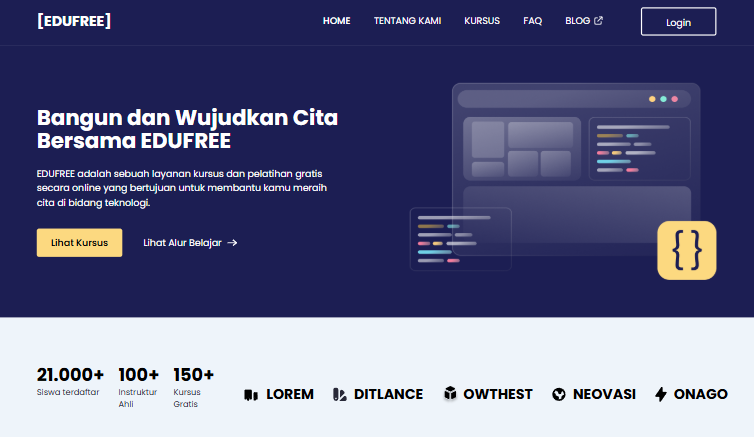 [EDUFREE]
HOME TENTANG KAMI KURSUS FAQ BLOG Login
Bangun dan Wujudkan Cita
Bersama EDUFREE
EDUFREE adalah sebuah layanan kursus dan pelatihan gratis
secara online yang bertujuan untuk membantu kamu meraih
cita di bidang teknologi.
Lihat Kursus Lihat Alur Belajar →
{ }
21.000+ 100+ 150+
Siswa terdaftar Instruktur Kursus
Ahli Gratis
LOREM DITLANCE OWTHEST NEOVASI ONAGO